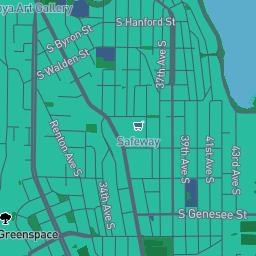 aya Art Gallery
S Hanford St
S Byron St
S Walden St
37th Ave S
Safeway
Renton Ave S
39th Ave S
41st Ave S
43rd Ave S
34th Ave S
S Genesee St
Greenspace